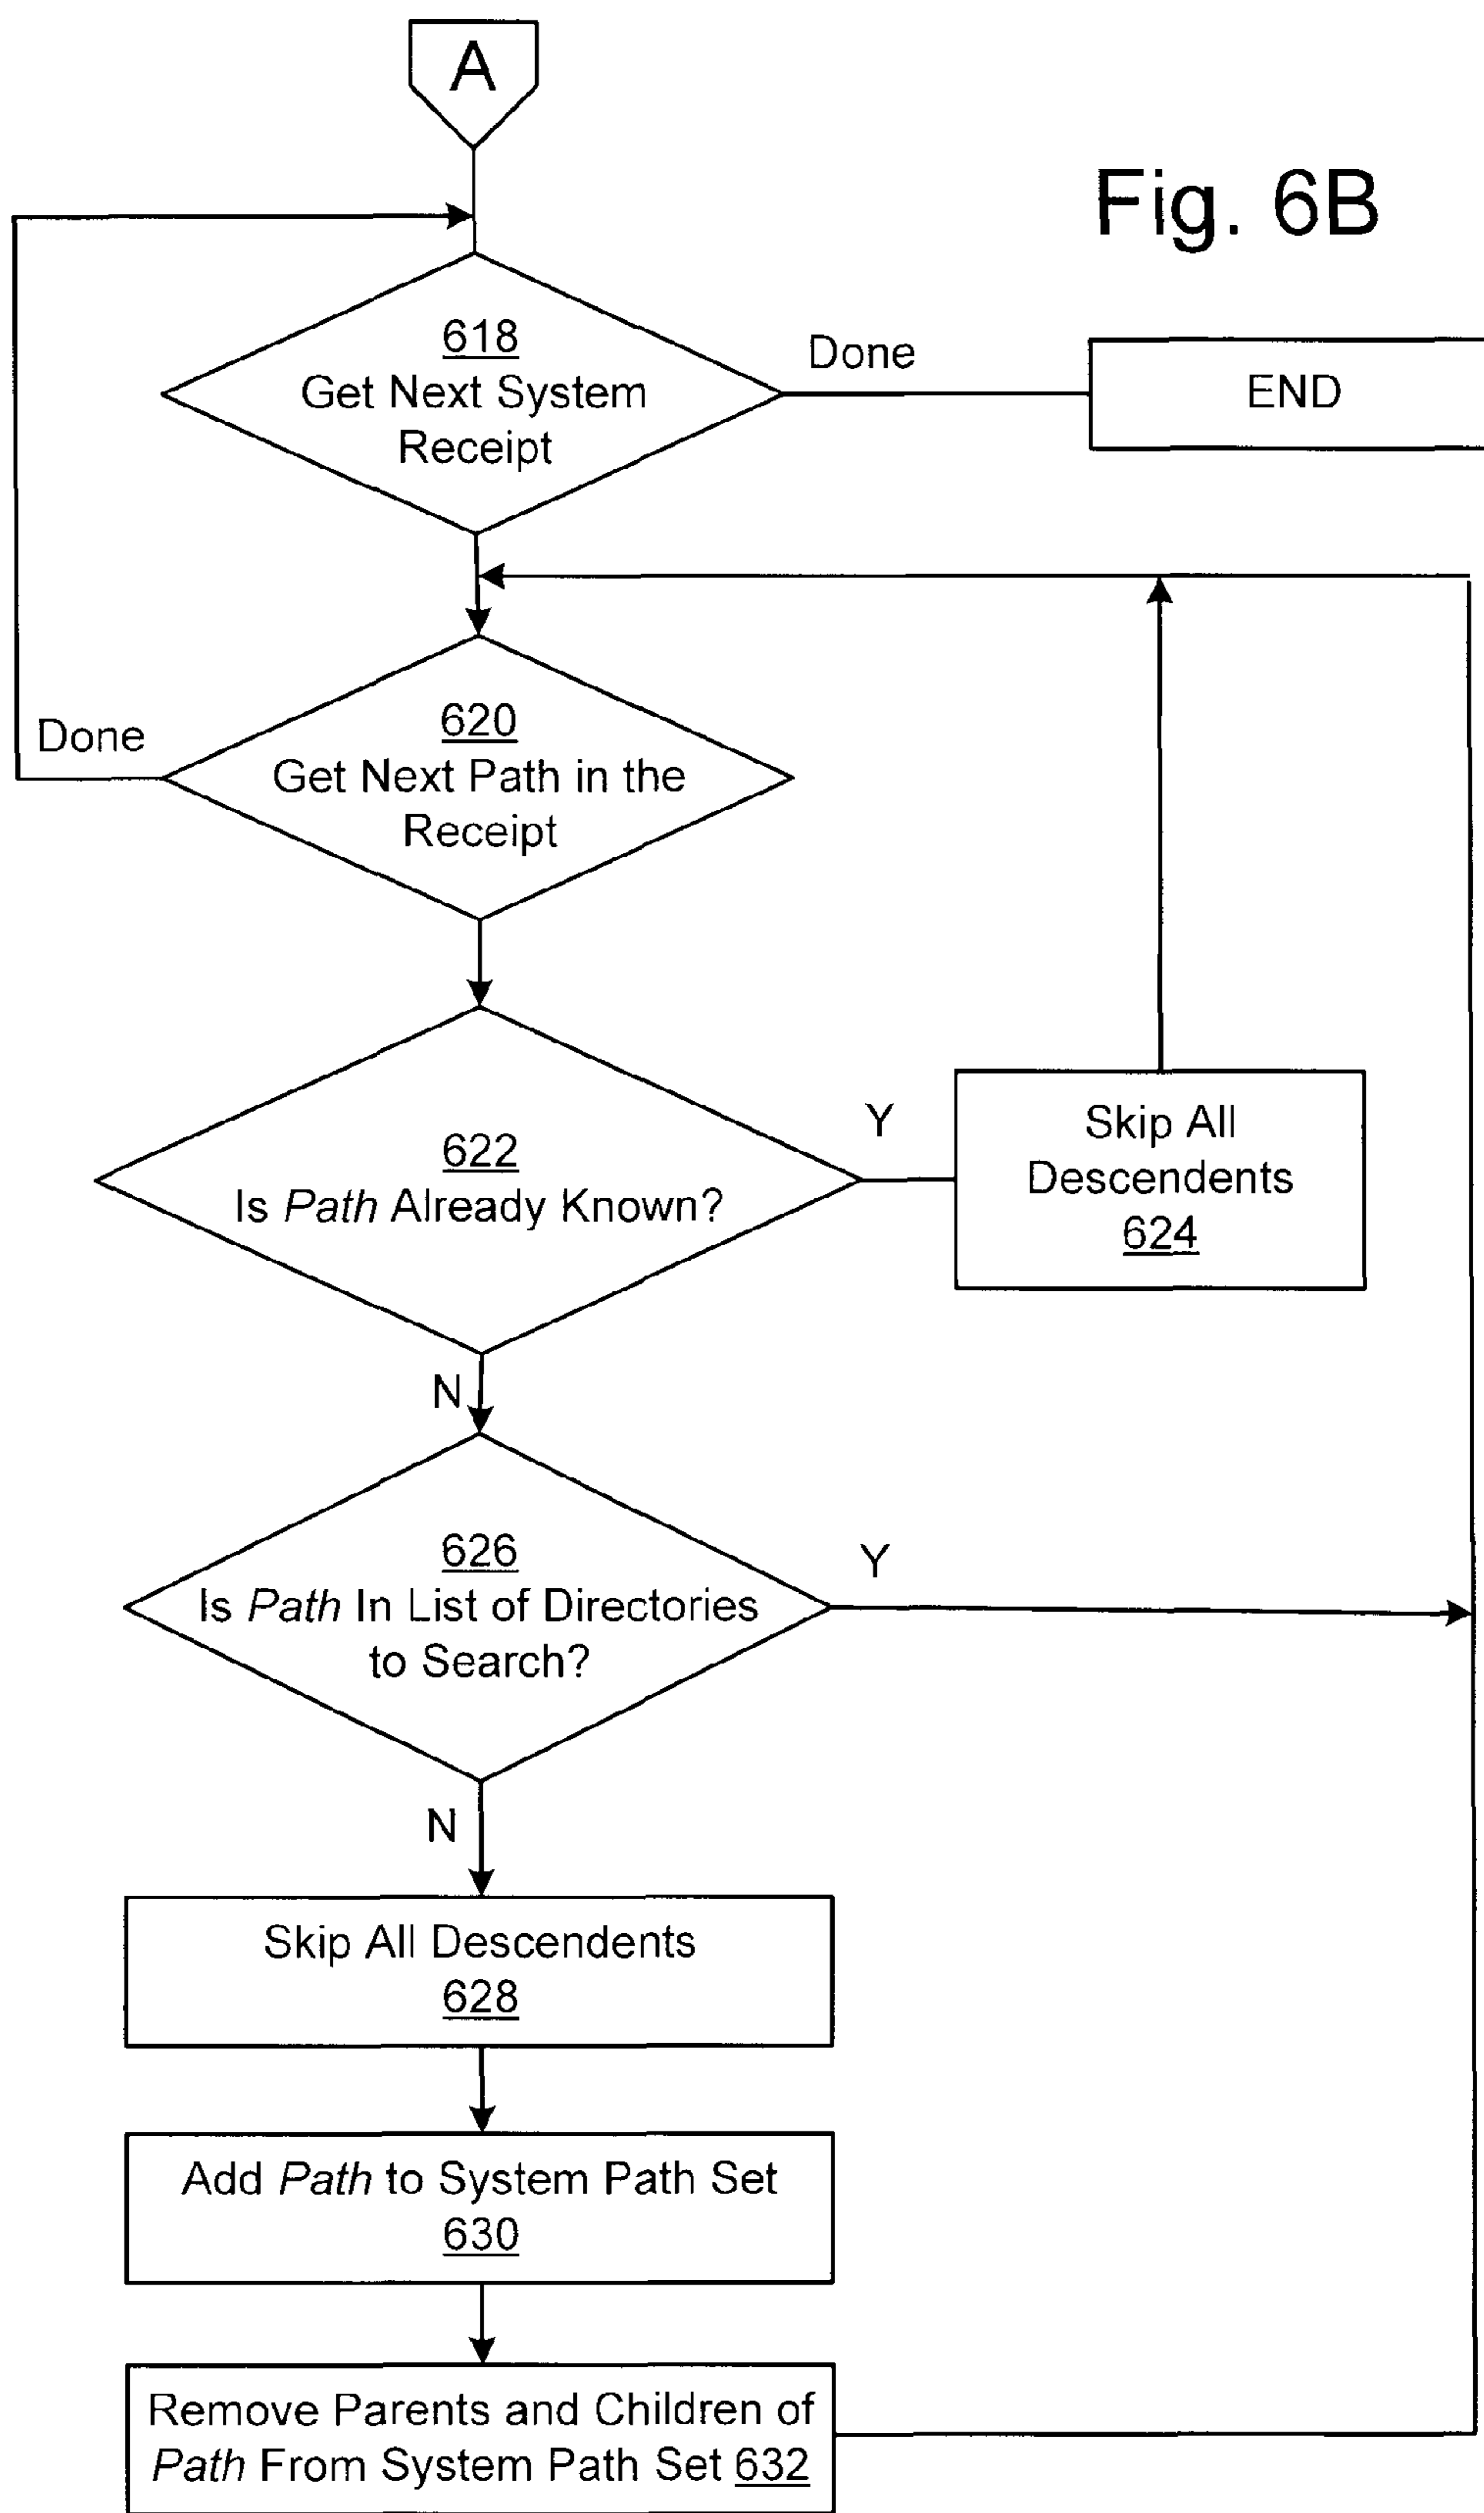 A
Fig. 6B
618
Get Next System
Receipt
Done
END
620
Get Next Path in the
Receipt
Done
622
Is Path Already Known?
Y
Skip All
Descendents
624
N
626
Is Path In List of Directories
to Search?
Y
N
Skip All Descendents
628
Add Path to System Path Set
630
Remove Parents and Children of
Path From System Path Set 632